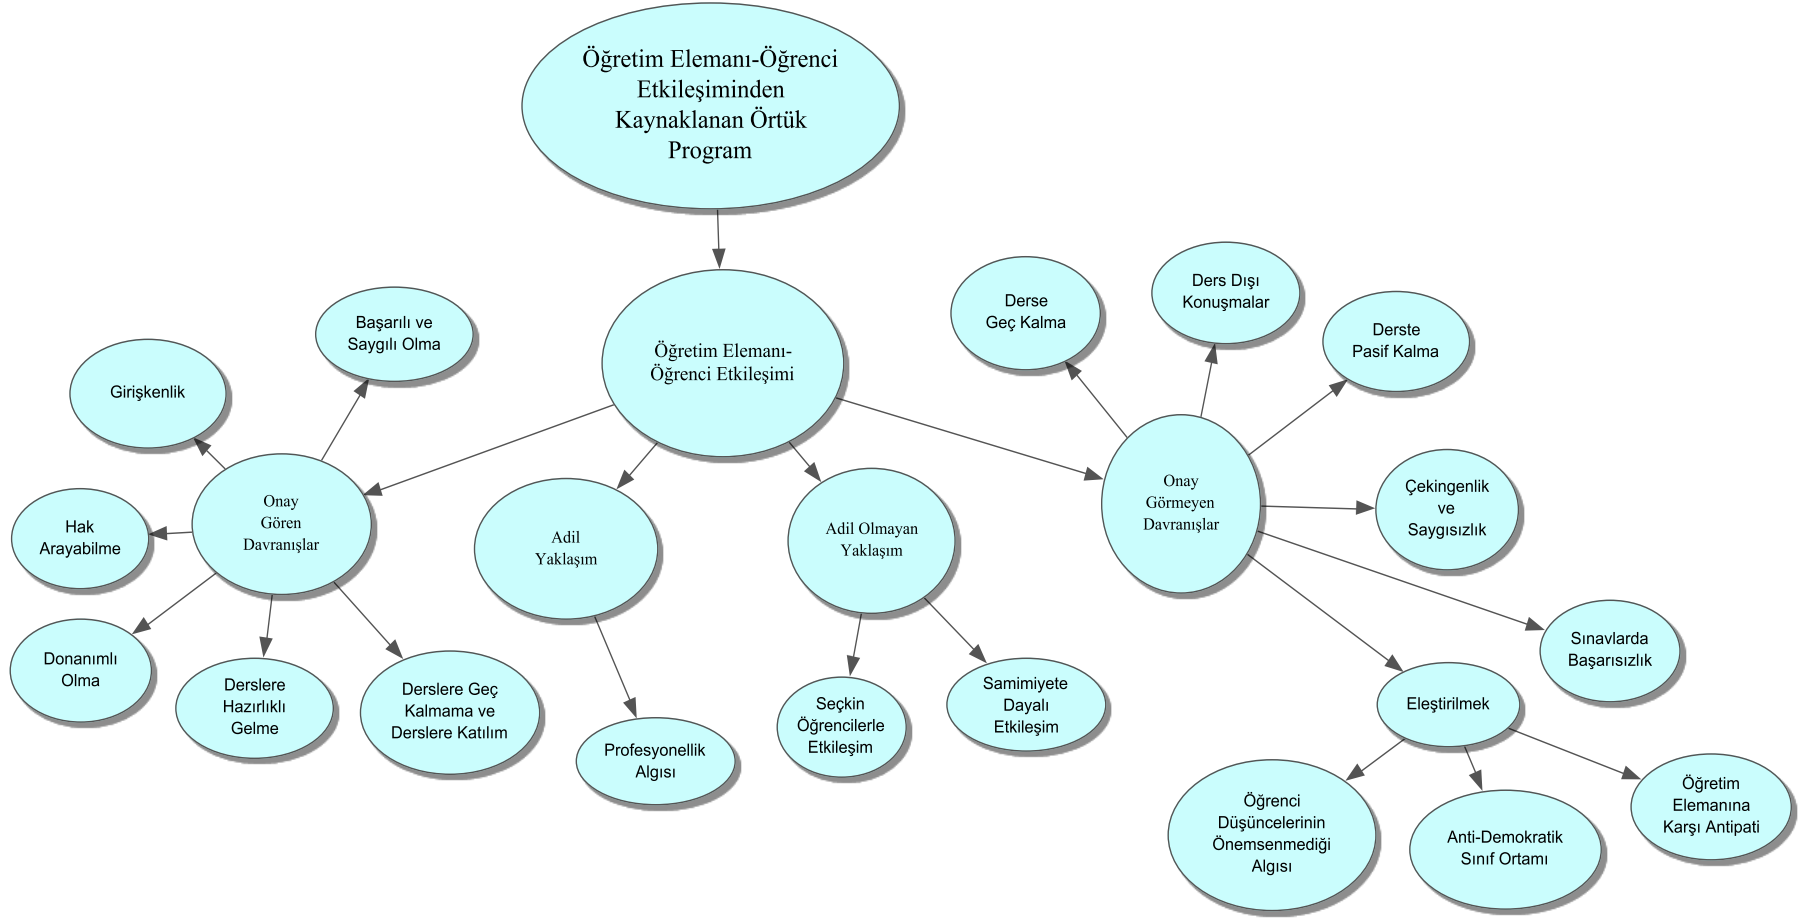 Öğretim Elemanı-Öğrenci
Etkileşiminden
Kaynaklanan Örtük
Program
Öğretim Elemanı-
Öğrenci Etkileşimi
Başarılı ve
Saygılı Olma
Girişkenlik
Onay
Gören
Davranışlar
Hak
Arayabilme
Donanımlı
Olma
Derslere
Hazırlıklı
Gelme
Derslere Geç
Kalmama ve
Derslere Katılım
Adil
Yaklaşım
Profesyonellik
Algısı
Adil Olmayan
Yaklaşım
Seçkin
Öğrencilerle
Etkileşim
Samimiyete
Dayalı
Etkileşim
Derse
Geç Kalma
Ders Dışı
Konuşmalar
Derste
Pasif Kalma
Onay
Görmeyen
Davranışlar
Çekingenlik
ve
Saygısızlık
Sınavlarda
Başarısızlık
Eleştirilmek
Öğrenci
Düşüncelerinin
Önemsenmediği
Algısı
Anti-Demokratik
Sınıf Ortamı
Öğretim
Elemanına
Karşı Antipati